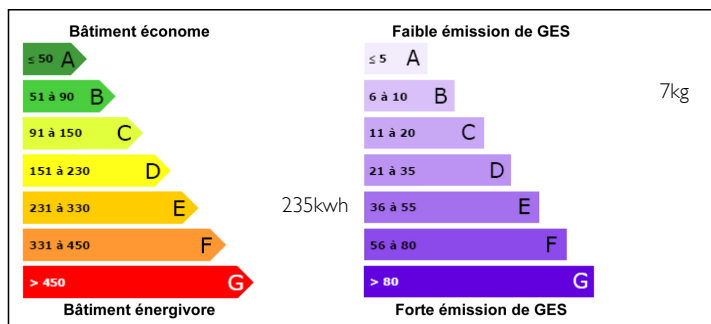 Bâtiment économe
≤ 50 A
51 à 90 B
91 à 150 C
151 à 230 D
231 à 330 E
235kwh
331 à 450 F
> 450 G
Bâtiment énergivore
Faible émission de GES
≤ 5 A
6 à 10 B
7kg
11 à 20 C
21 à 35 D
36 à 55 E
56 à 80 F
> 80 G
Forte émission de GES